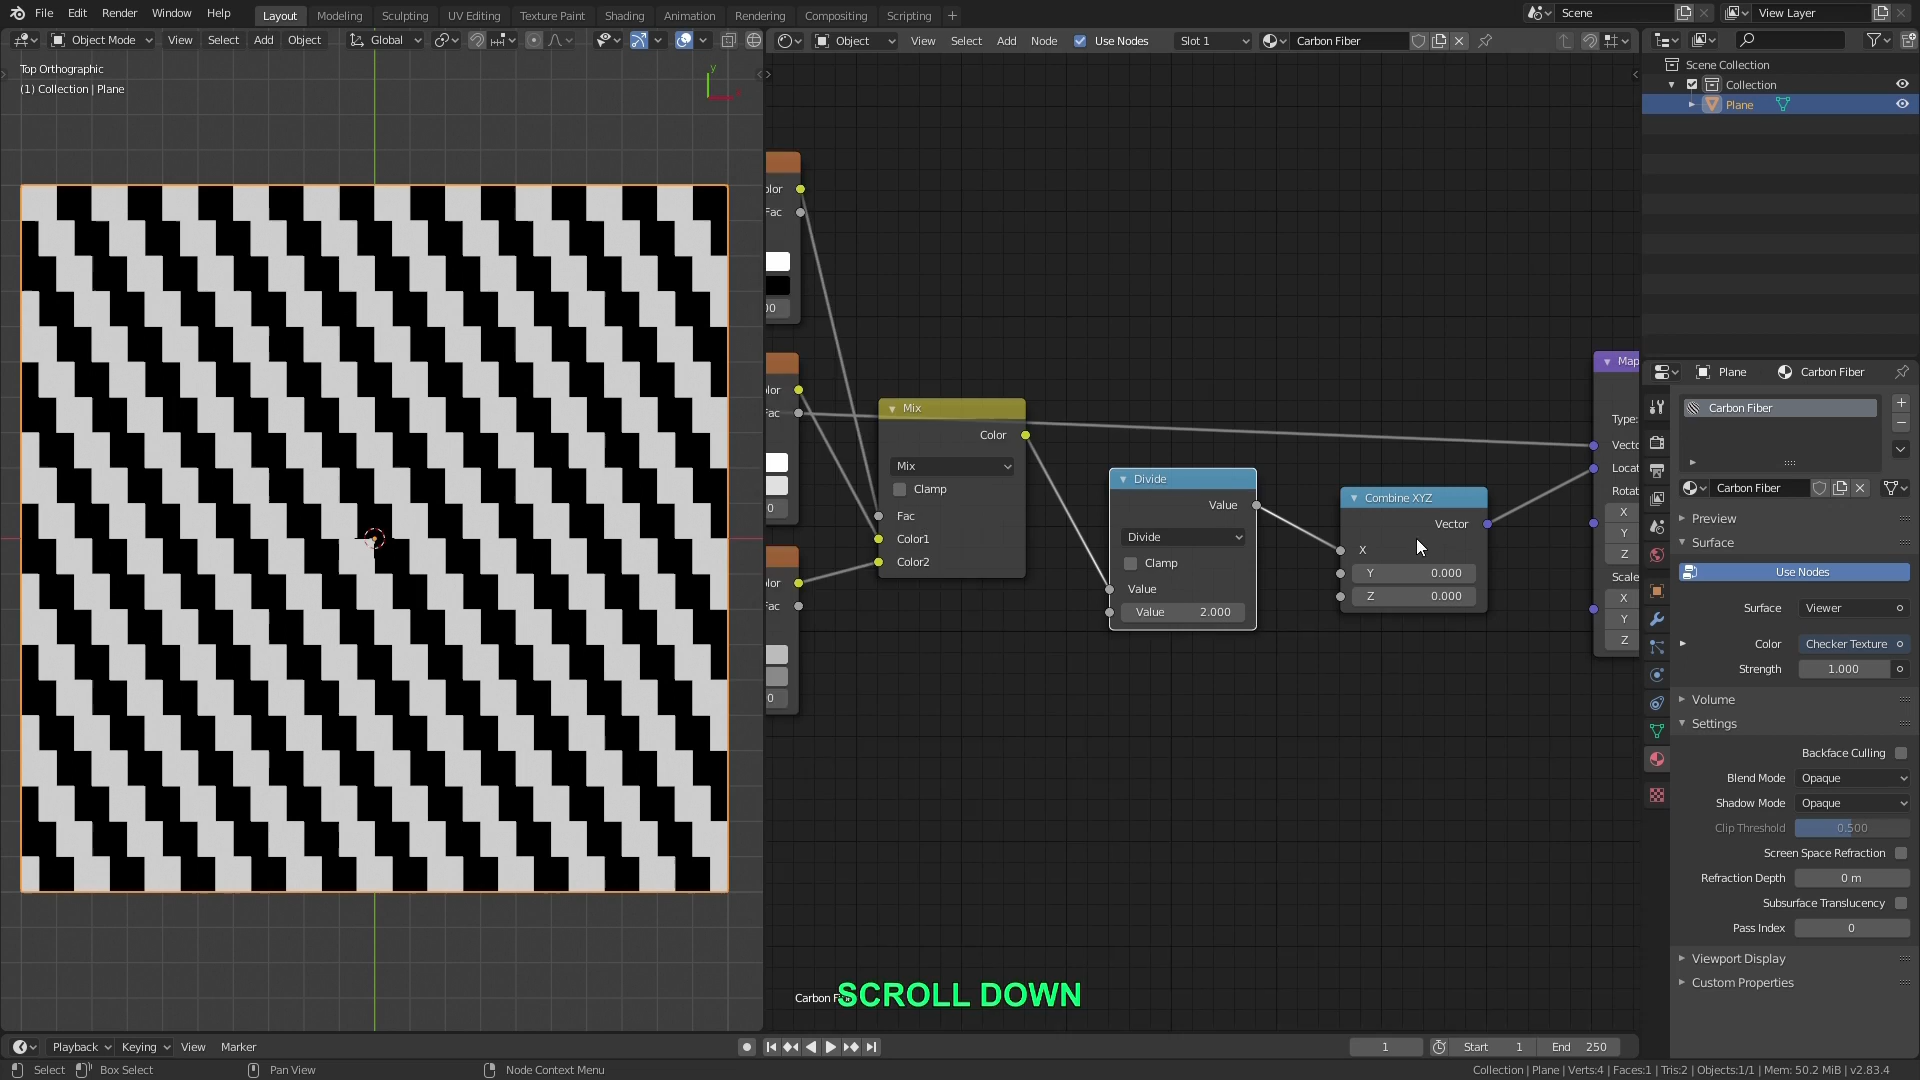 File Edit Render Window Help Layout Modeling Sculpting UV Editing Texture Paint Shading Animation Rendering Compositing Scripting + Scene View Layer
Object Mode View Select Add Object Global Object View Select Add Node Use Nodes Slot 1 Carbon Fiber
Top Orthographic
(1) Collection | Plane
y
Scene Collection
Collection
Plane
Fac
Fac
Mix
Color
Mix
Clamp
Fac
Color1
Color2
Divide
Value
Divide
Clamp
Value
Value 2.000
Combine XYZ
Vector
X
Y 0.000
Z 0.000
Type:
X
Y
Z
Scale
X
Y
Z
Plane Carbon Fiber
Carbon Fiber
Carbon Fiber
Preview
Surface
Use Nodes
Surface Viewer
Color Checker Texture
Strength 1.000
Volume
Settings
Backface Culling
Blend Mode Opaque
Shadow Mode Opaque
Clip Threshold 0.500
Screen Space Refraction
Refraction Depth 0 m
Subsurface Translucency
Pass Index 0
Viewport Display
Custom Properties
Carbon SCROLL DOWN
Playback Keying View Marker 1 Start 1 End 250
Select Box Select Pan View Node Context Menu Collection | Plane | Verts:4 | Faces:1 | Tris:2 | Objects:1/1 | Mem: 50.2 MiB | v2.83.4